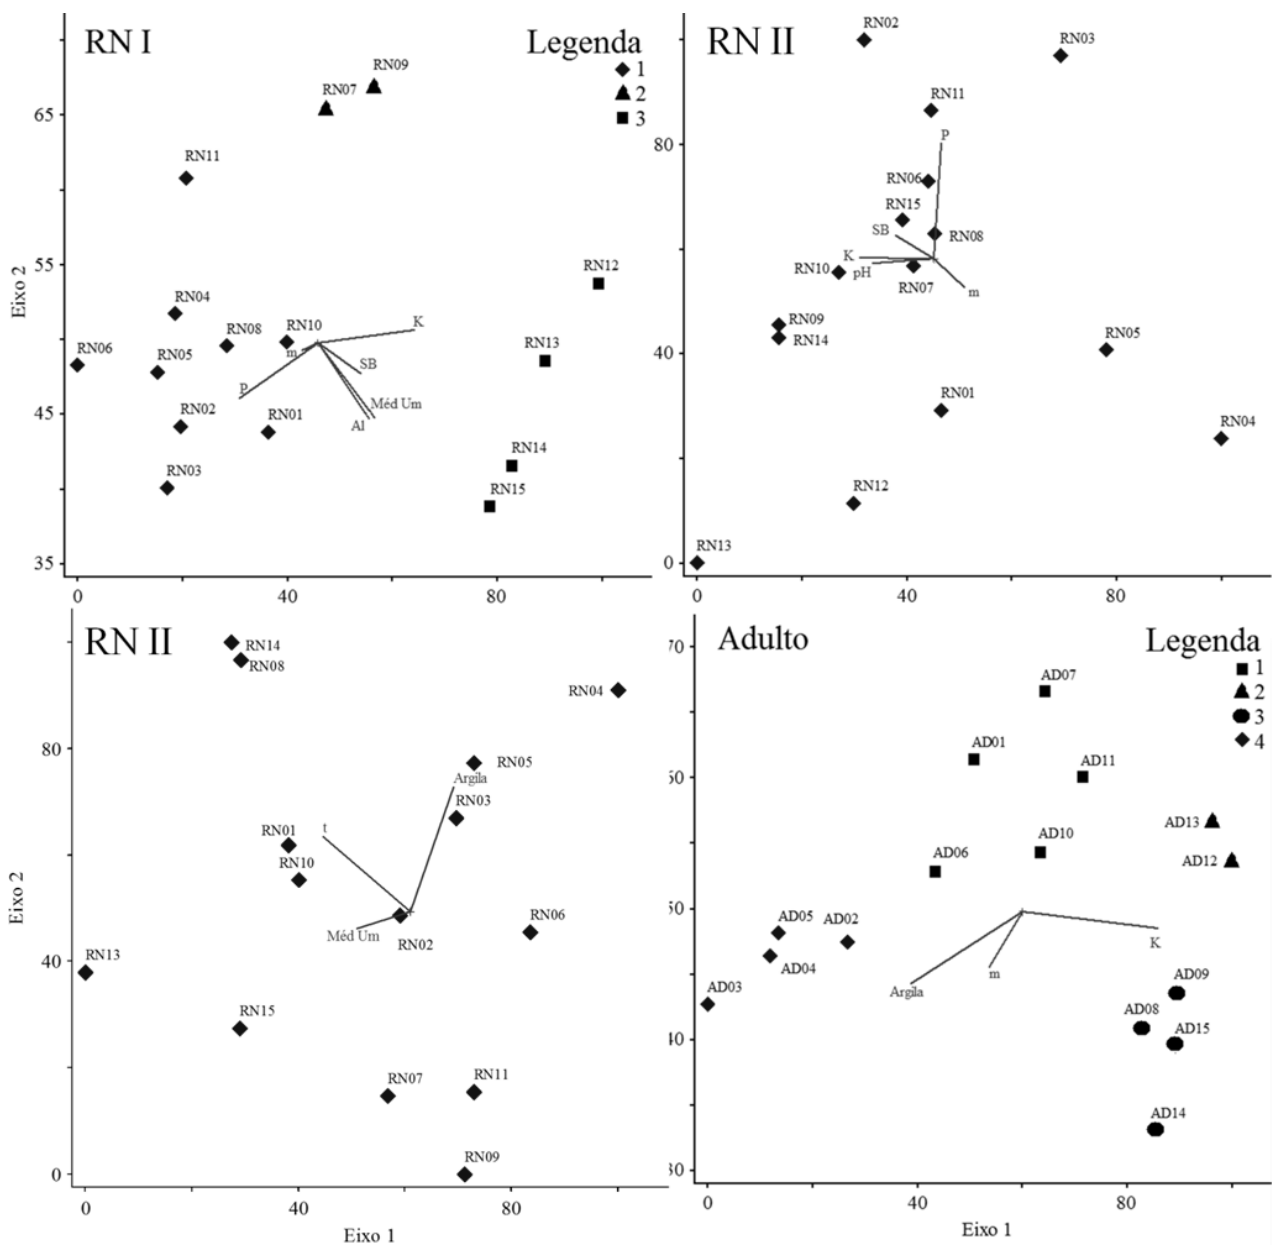 RN I
Legenda
1
2
3
RN09
RN07
65
RN11
55
RN12
RN04
RN08
RN10
K
m
RN06
RN05
SB
RN13
P
RN02
RN01
Méd Um
Al
45
RN03
RN14
RN15
35
0
40
80
Eixo 2
RN II
RN02
RN03
RN11
80
P
RN06
RN15
SB
RN08
K
RN10
pH
RN07
m
RN09
RN14
RN05
40
RN01
RN04
RN12
RN13
0
0
40
80
RN II
RN14
RN08
RN04
80
RN05
Argila
RN03
t
RN01
RN10
Méd Um
RN02
RN06
RN13
40
RN15
RN07
RN11
RN09
0
0
40
80
Eixo 2
Eixo 1
Adulto
Legenda
1
2
3
4
70
AD07
AD01
AD11
60
AD13
AD10
AD06
AD12
50
AD05
AD02
K
AD04
m
Argila
AD03
AD09
AD08
AD15
40
AD14
30
0
40
80
Eixo 1